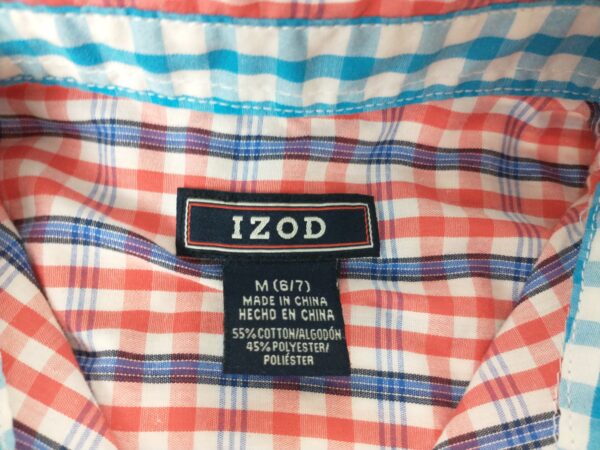 IZOD
M (6/7)
MADE IN CHINA
HECHO EN CHINA
55% COTTON/ALGODÓN
45% POLYESTER/
POLIÉSTER